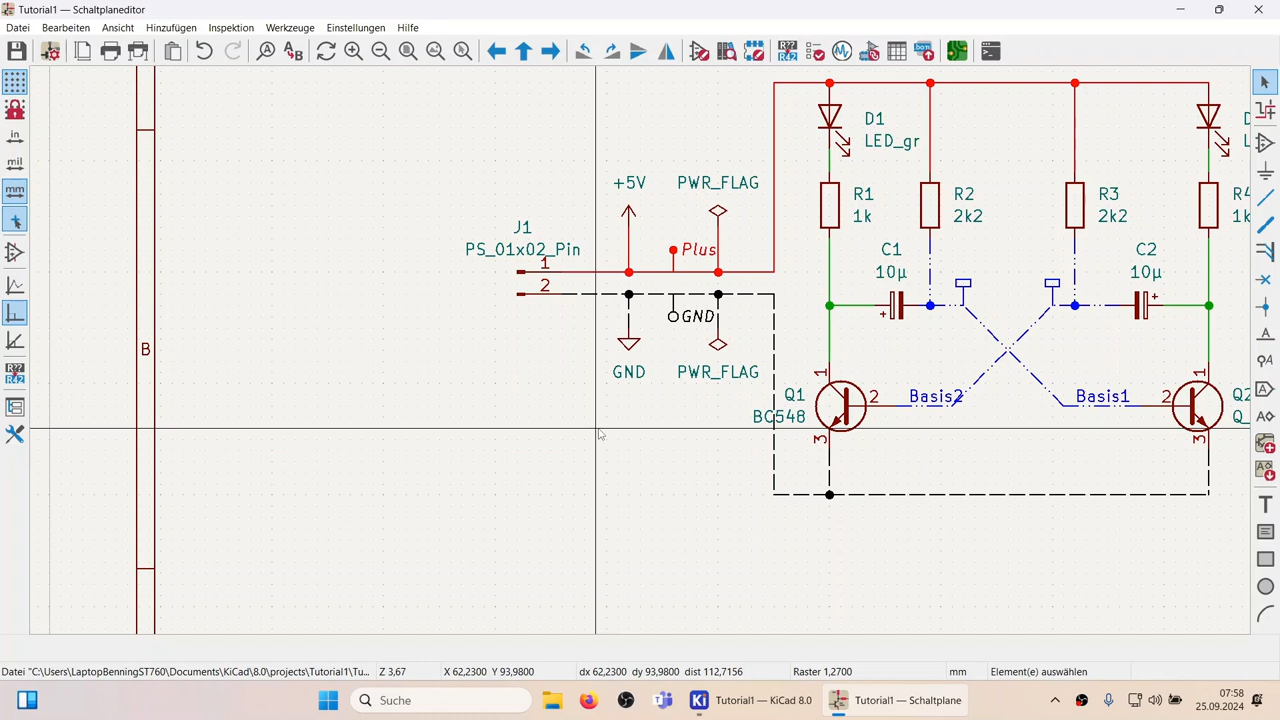 Tutorial1 — Schaltplaneditor
Datei Bearbeiten Ansicht Hinzufügen Inspektion Werkzeuge Einstellungen Hilfe
in
mil
mm
R??
R42
B
J1
PS_01x02_Pin
1
2
+5V
PWR_FLAG
Plus
GND
GND
PWR_FLAG
D1
LED_gr
R1
1k
R2
2k2
R3
2k2
R4
1k
C1
10µ
+
C2
10µ
+
Q1
BC548
1
2
3
Basis2
Basis1
1
2
3
Q2
Q_
D
Datei "C:\Users\LaptopBenningST760\Documents\KiCad\8.0\projects\Tutorial1\Tu... Z 3,67 X 62,2300 Y 93,9800 dx 62,2300 dy 93,9800 dist 112,7156 Raster 1,2700 mm Element(e) auswählen
Suche
Tutorial1 — KiCad 8.0
Tutorial1 — Schaltplane
07:58
25.09.2024